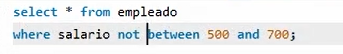 select * from empleado
where salario not between 500 and 700;